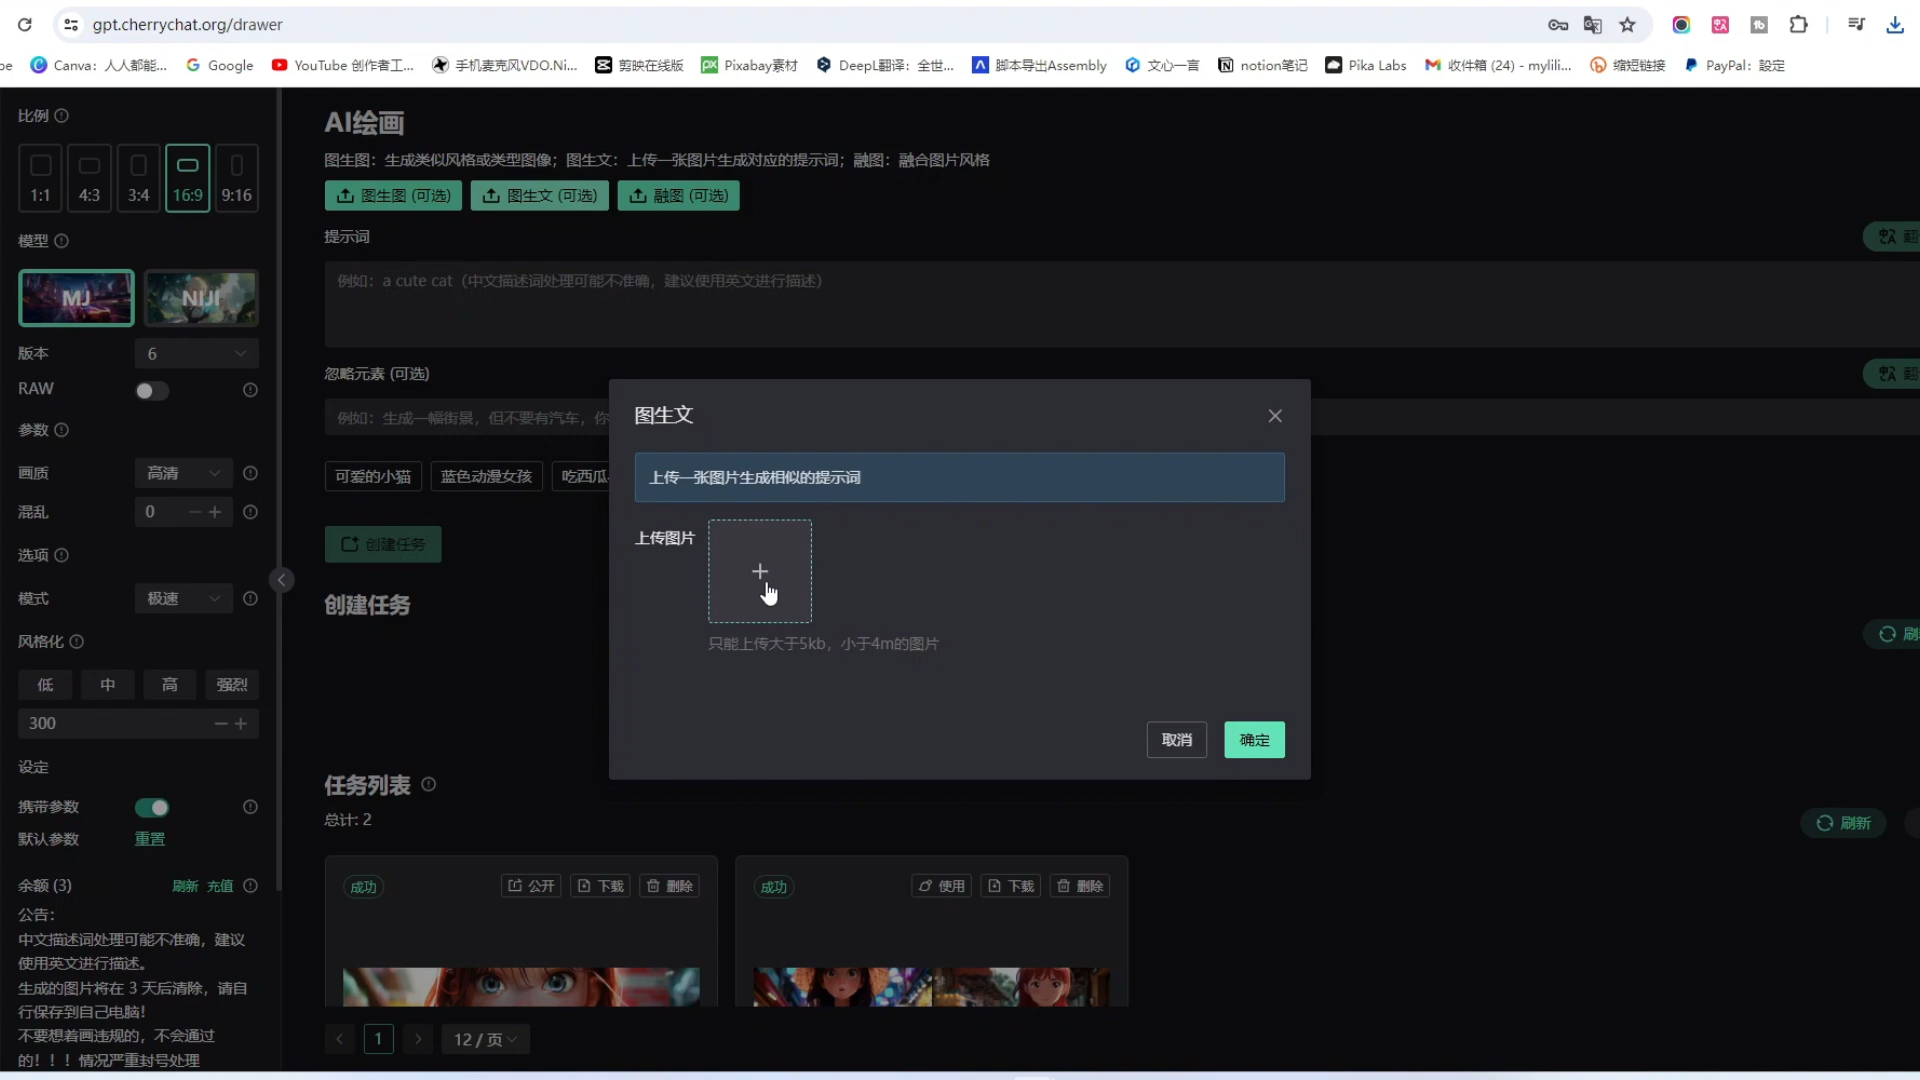 gpt.cherrychat.org/drawer
Canva：人人都能...
Google
YouTube 创作者工...
手机麦克风VDO.Ni...
剪映在线版
Pixabay素材
DeepL翻译：全世...
脚本导出Assembly
文心一言
notion笔记
Pika Labs
收件箱 (24) - mylili...
缩短链接
PayPal：設定
比例
1:1
4:3
3:4
16:9
9:16
模型
MJ
NIJI
版本
6
RAW
参数
画质
高清
混乱
0
选项
模式
极速
风格化
低
中
高
强烈
300
设定
携带参数
默认参数
重置
余额 (3)
刷新
充值
公告：
中文描述词处理可能不准确，建议
使用英文进行描述。
生成的图片将在 3 天后清除，请自
行保存到自己电脑！
不要想着画违规的，不会通过
的！！！情况严重封号处理
AI绘画
图生图：生成类似风格或类型图像；图生文：上传一张图片生成对应的提示词；融图：融合图片风格
图生图 (可选)
图生文 (可选)
融图 (可选)
提示词
例如：a cute cat（中文描述词处理可能不准确，建议使用英文进行描述）
忽略元素 (可选)
例如：生成一幅街景，但不要有汽车，你
可爱的小猫
蓝色动漫女孩
吃西瓜
创建任务
图生文
上传一张图片生成相似的提示词
上传图片
只能上传大于5kb，小于4m的图片
取消
确定
创建任务
任务列表
总计: 2
刷新
成功
公开
下载
删除
成功
使用
下载
删除
1
12 / 页